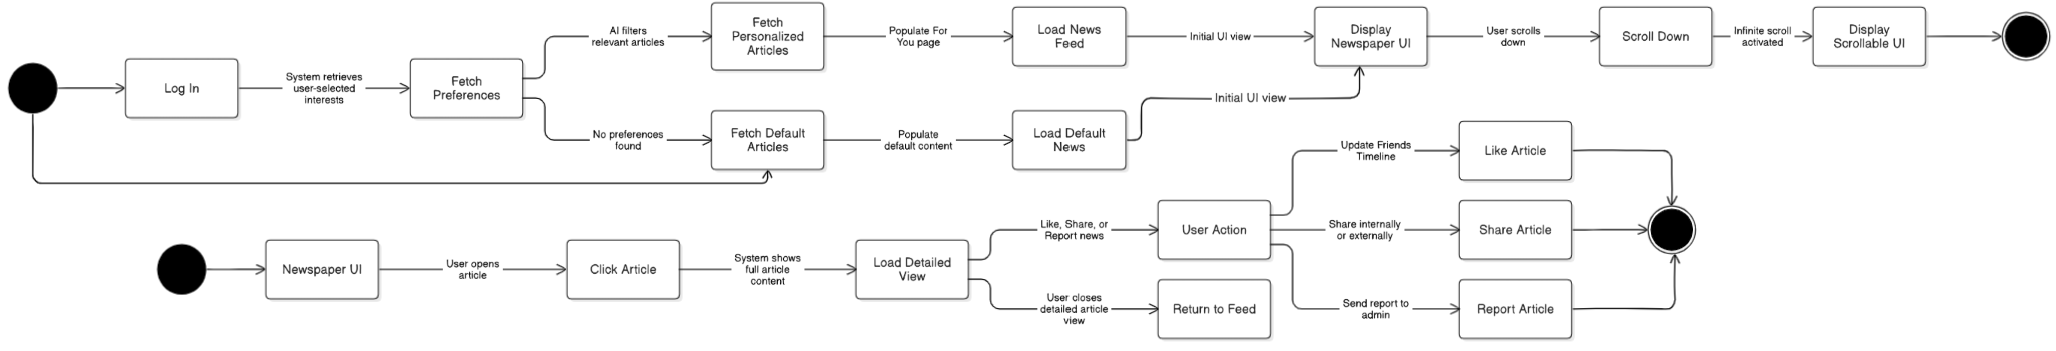 Log In
System retrieves
user-selected
interests
Fetch
Preferences
AI filters
relevant articles
Fetch
Personalized
Articles
Populate For
You page
Load News
Feed
Initial UI view
Display
Newspaper UI
User scrolls
down
Scroll Down
Infinite scroll
activated
Display
Scrollable UI
No preferences
found
Fetch Default
Articles
Populate
default content
Load Default
News
Initial UI view
Newspaper UI
User opens
article
Click Article
System shows
full article
content
Load Detailed
View
Like, Share, or
Report news
User Action
Update Friends
Timeline
Like Article
Share internally
or externally
Share Article
Send report to
admin
Report Article
User closes
detailed article
view
Return to Feed